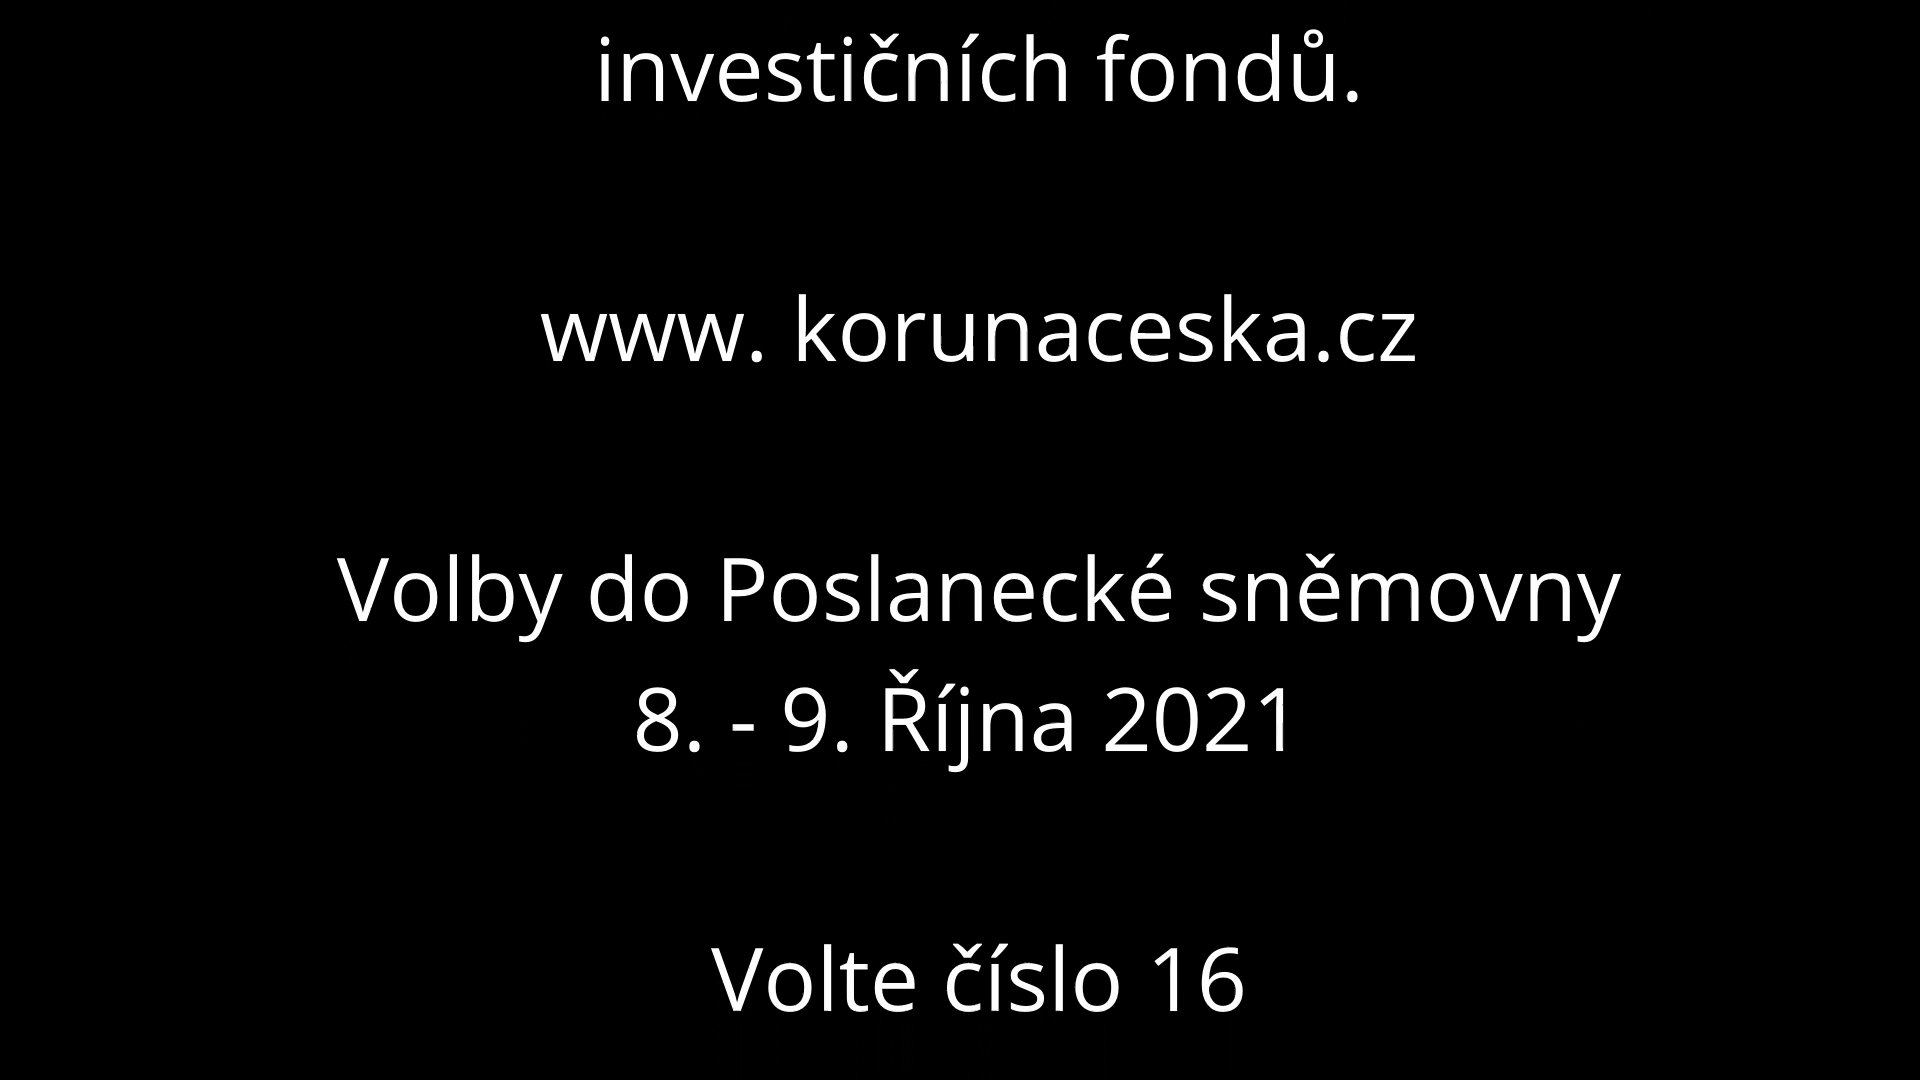 investičních fondů.
www. korunaceska.cz
Volby do Poslanecké sněmovny
8. - 9. Října 2021
Volte číslo 16